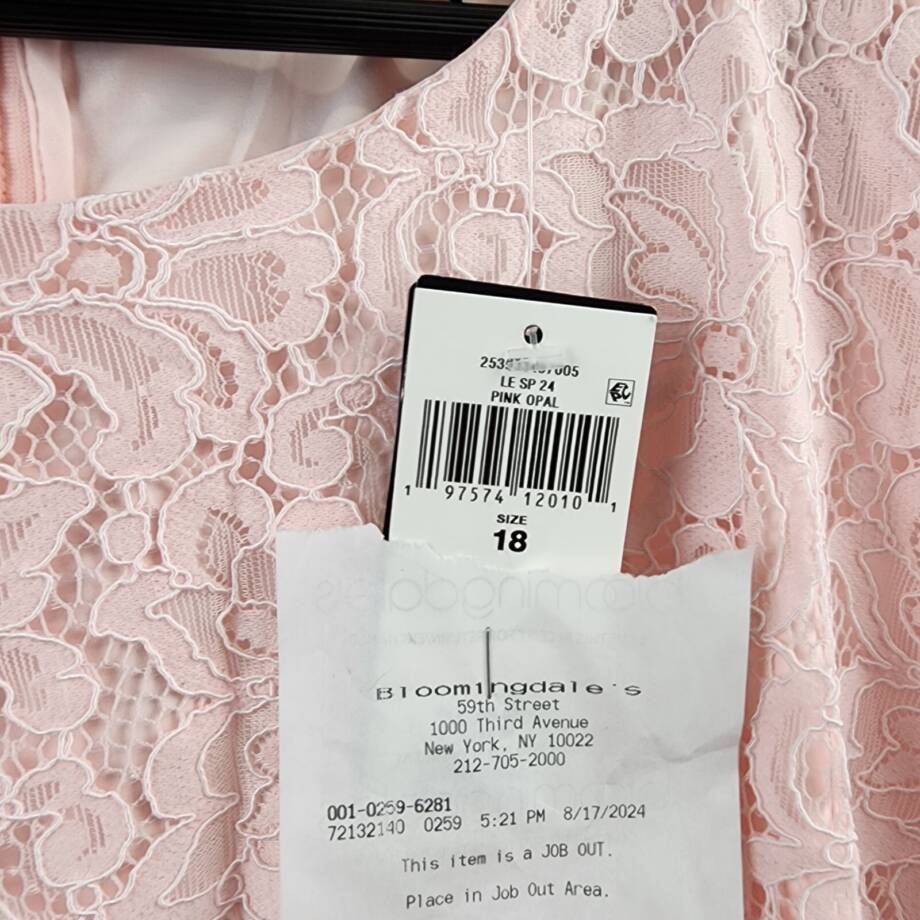 LE SP 24
PINK OPAL
1 97574 12010 1
SIZE
18
Bloomingdale's
59th Street
1000 Third Avenue
New York, NY 10022
212-705-2000
001-0259-6281
72132140 0259 5:21 PM 8/17/2024
This item is a JOB OUT.
Place in Job Out Area.